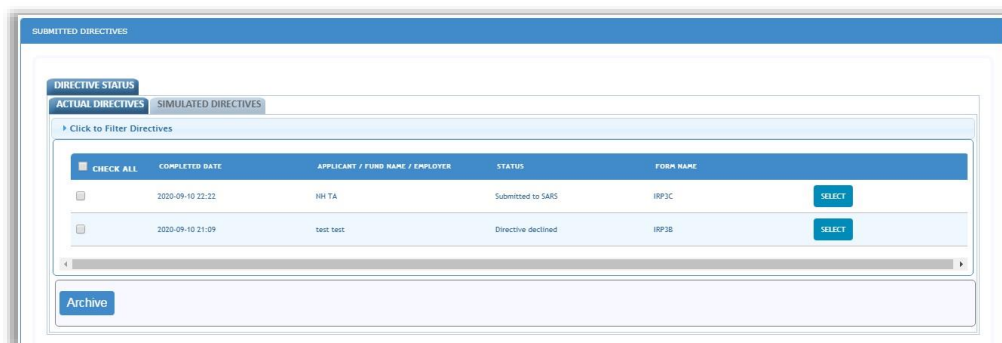 SUBMITTED DIRECTIVES
DIRECTIVE STATUS
ACTUAL DIRECTIVES SIMULATED DIRECTIVES
Click to Filter Directives
CHECK ALL COMPLETED DATE APPLICANT / FUND NAME / EMPLOYER STATUS FORM NAME
2020-09-10 22:22 NH TA Submitted to SARS IRP3C SELECT
2020-09-10 21:09 test test Directive declined IRP3B SELECT
Archive